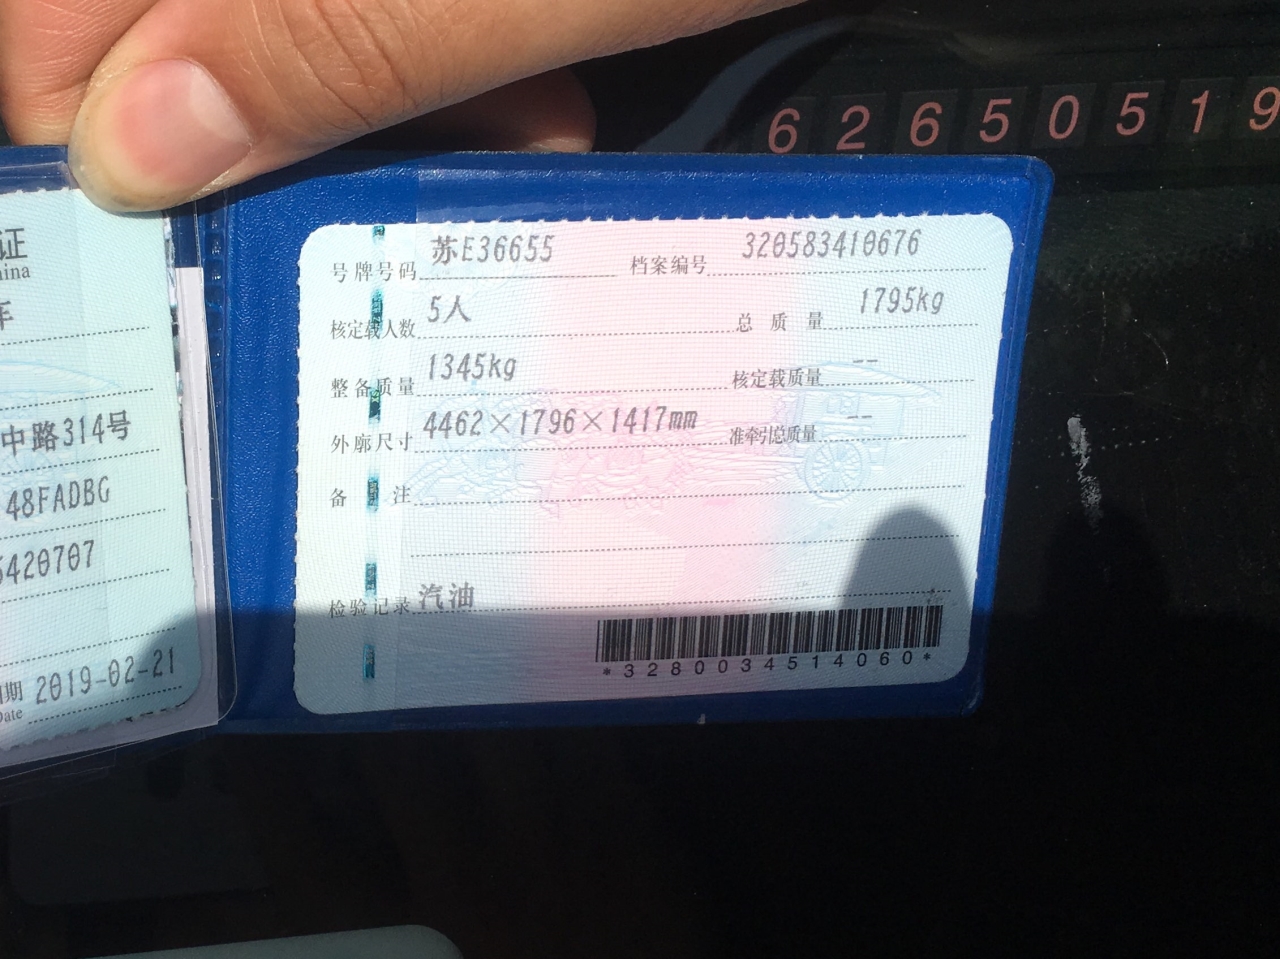 62650519
证
hina
车
中路314号
48FADBG
5420707
期 2019-02-21
Date
号牌号码 苏E36655 档案编号 320583410676
核定载人数 5人 总质量 1795kg
整备质量 1345kg 核定载质量 --
外廓尺寸 4462×1796×1417mm 准牵引总质量 --
备注
检验记录 汽油
*3280034514060*